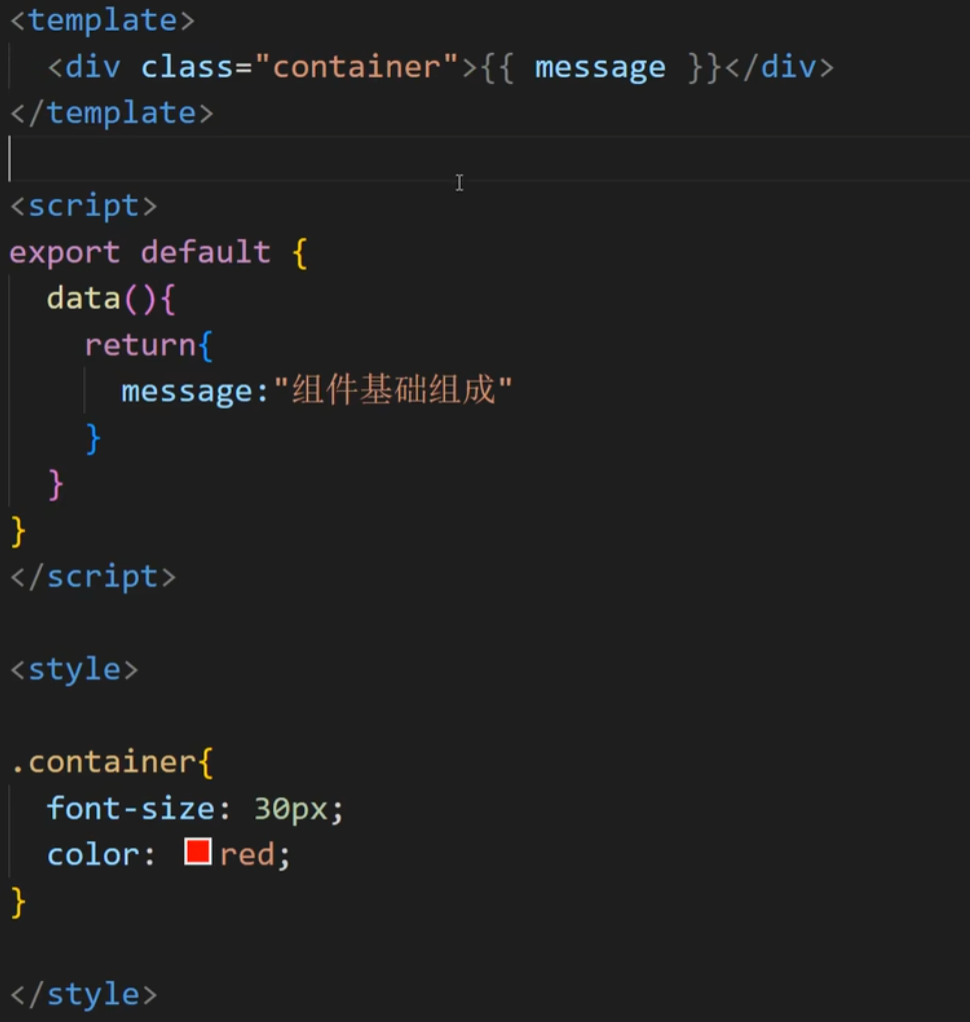 <template>
  <div class="container">{{ message }}</div>
</template>
<script>
export default {
  data(){
    return{
      message:"组件基础组成"
    }
  }
}
</script>
<style>
.container{
  font-size: 30px;
  color: red;
}
</style>